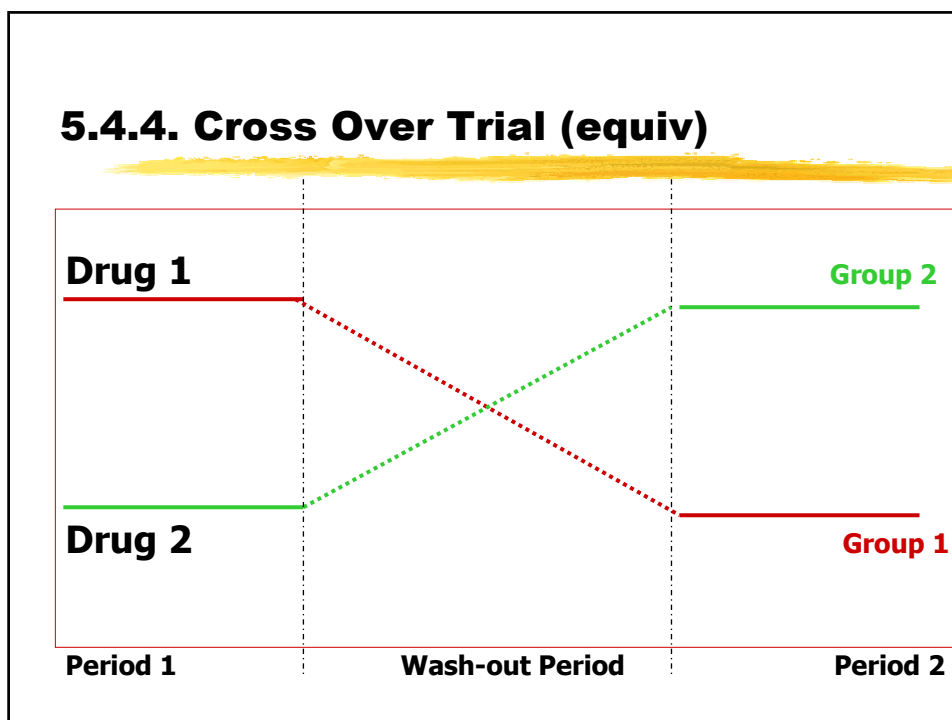 5.4.4. Cross Over Trial (equiv)
Drug 1
Group 2
Drug 2
Group 1
Period 1
Wash-out Period
Period 2